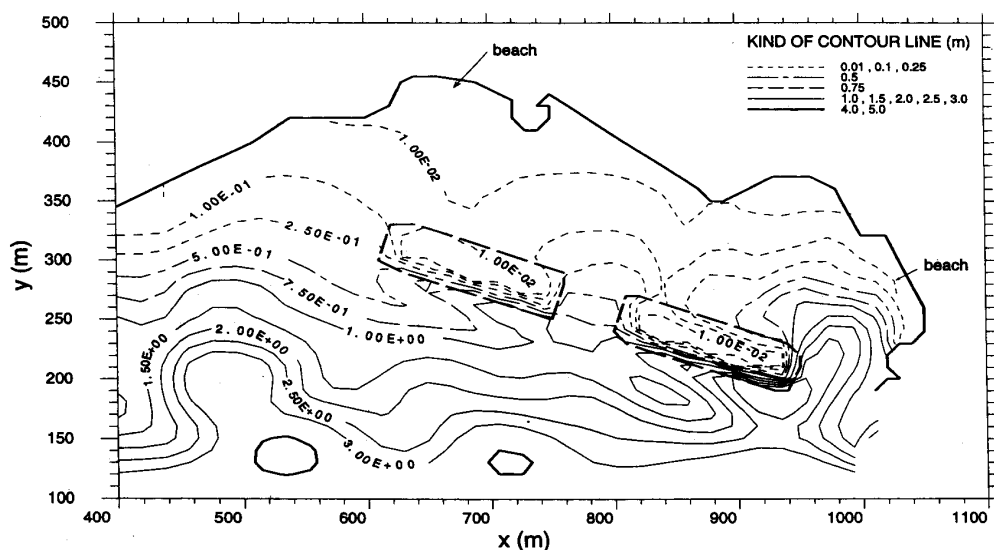 500
450
400
350
300
250
200
150
100
y (m)
400
500
600
700
800
900
1000
1100
x (m)
KIND OF CONTOUR LINE (m)
0.01 , 0.1 , 0.25
0.5
0.75
1.0 , 1.5 , 2.0 , 2.5 , 3.0
4.0 , 5.0
beach
beach
1.00E-02
1.00E-01
2.50E-01
5.00E-01
7.50E-01
1.00E+00
1.50E+00
2.00E+00
2.50E+00
3.00E+00
1.00E-02
1.00E-02